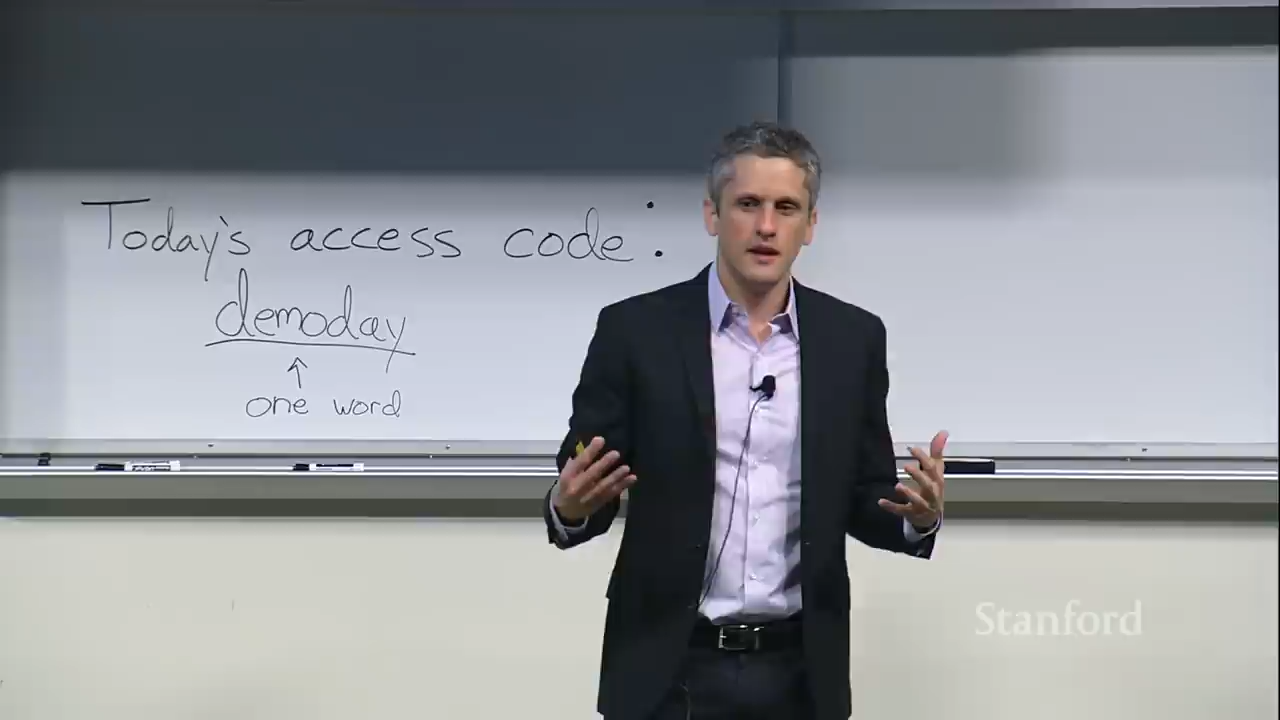 Today's access code:
demoday
↑
one word
Stanford